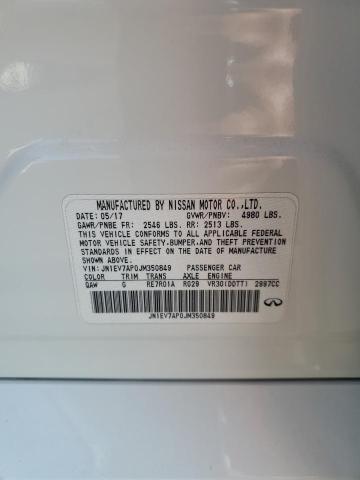 MANUFACTURED BY NISSAN MOTOR CO.,LTD.
DATE: 05/17 GVWR/PNBV: 4980 LBS.
GAWR/PNBE FR: 2546 LBS. RR: 2513 LBS.
THIS VEHICLE CONFORMS TO ALL APPLICABLE FEDERAL
MOTOR VEHICLE SAFETY,BUMPER,AND THEFT PREVENTION
STANDARDS IN EFFECT ON THE DATE OF MANUFACTURE
SHOWN ABOVE.
VIN: JN1EV7AP0JM350849 PASSENGER CAR
COLOR TRIM TRANS AXLE ENGINE
QAW G RE7R01A R029 VR30(DDTT) 2997CC
JN1EV7AP0JM350849